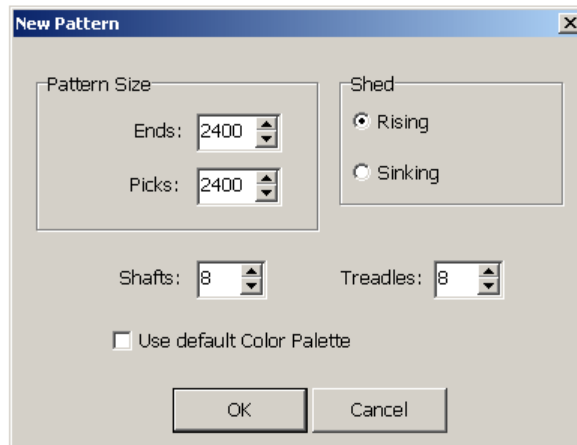 New Pattern
Pattern Size
Ends: 2400
Picks: 2400
Shed
Rising
Sinking
Shafts: 8
Treadles: 8
Use default Color Palette
OK
Cancel